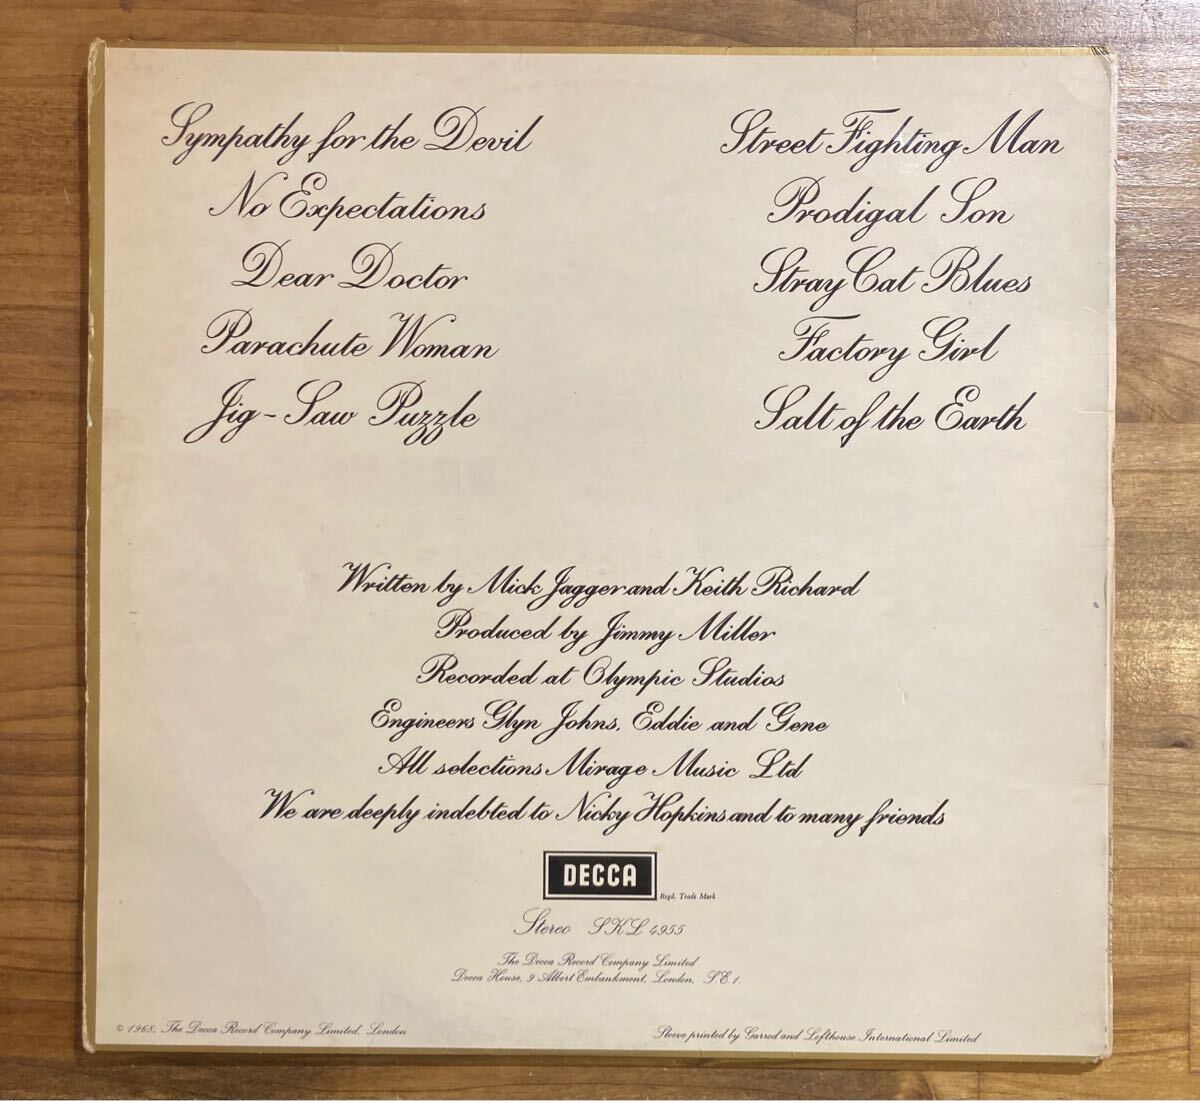 Sympathy for the Devil
No Expectations
Dear Doctor
Parachute Woman
Jig-Saw Puzzle
Street Fighting Man
Prodigal Son
Stray Cat Blues
Factory Girl
Salt of the Earth
Written by Mick Jagger and Keith Richard
Produced by Jimmy Miller
Recorded at Olympic Studios
Engineers Glyn Johns, Eddie and Gene
All selections Mirage Music Ltd
We are deeply indebted to Nicky Hopkins and to many friends
DECCA
Regd. Trade Mark
Stereo SKL 4955
The Decca Record Company Limited
Decca House, 9 Albert Embankment, London, S.E.1.
© 1968, The Decca Record Company Limited, London
Sleeve printed by Garrod and Lofthouse International Limited